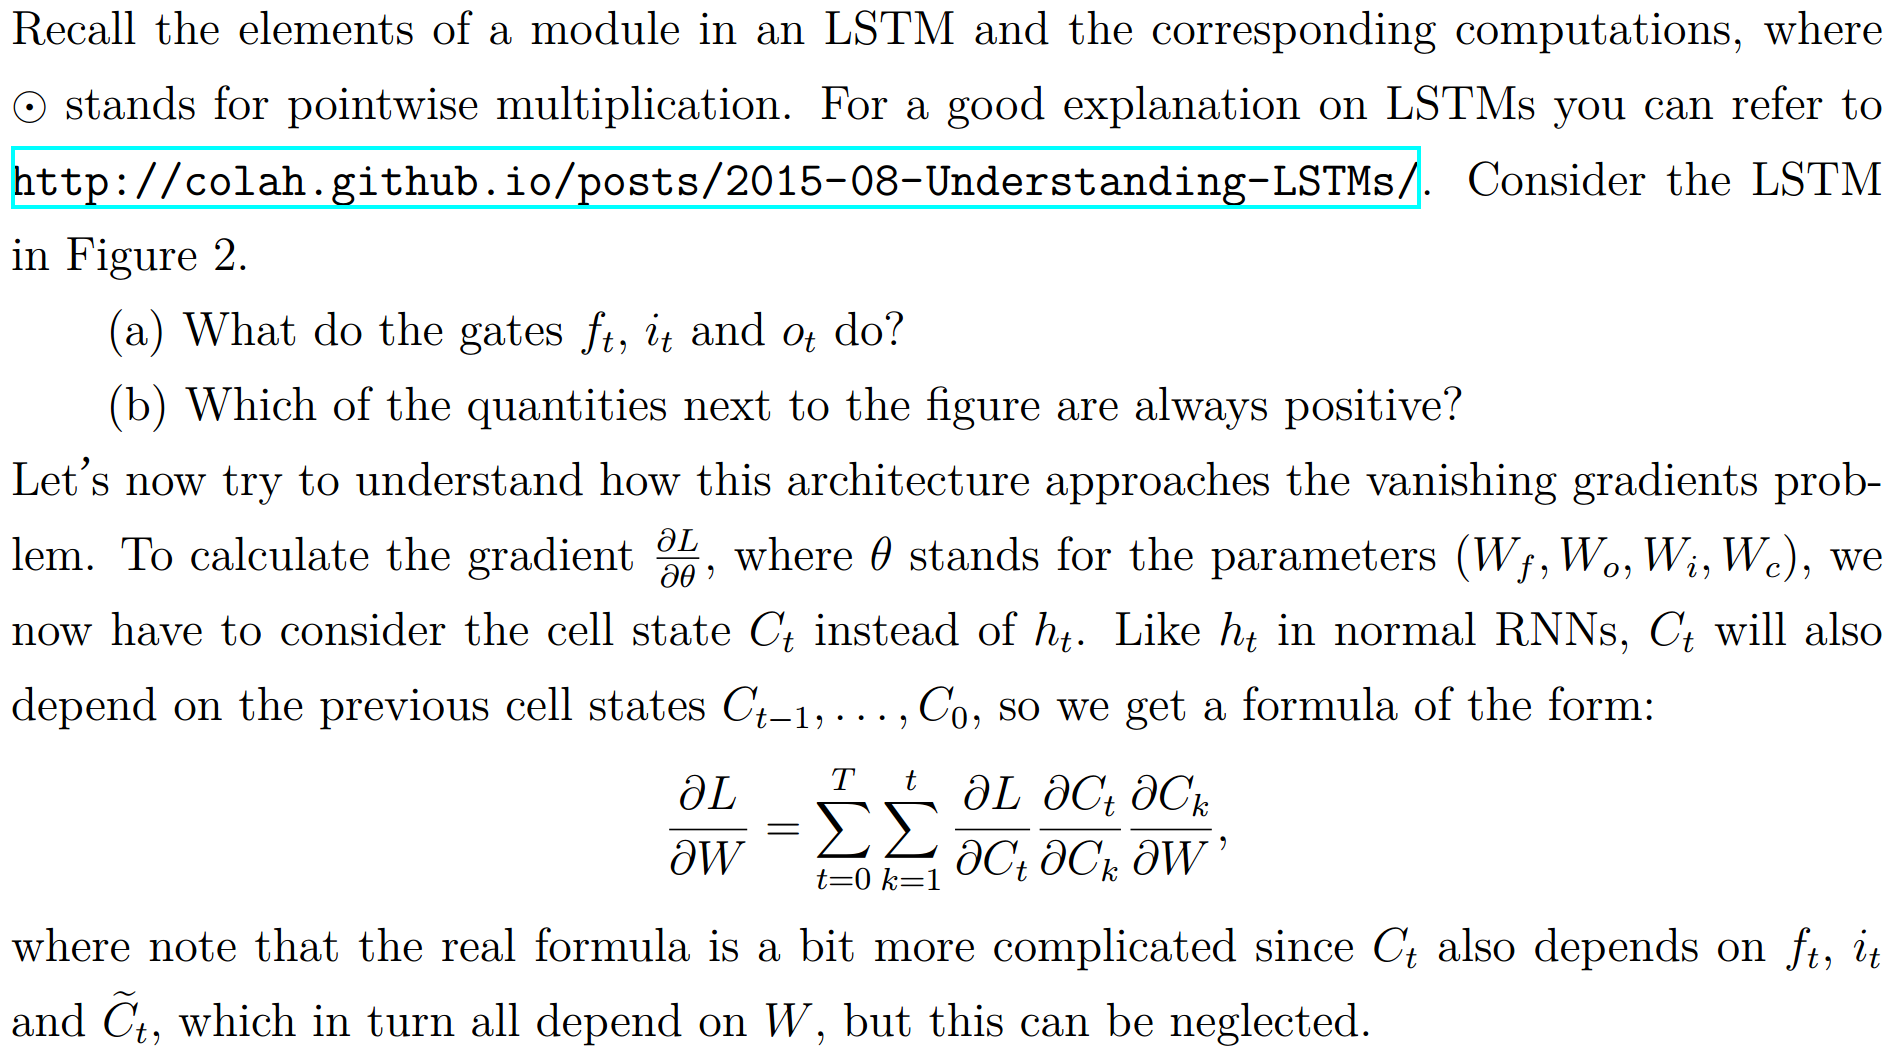 Recall the elements of a module in an LSTM and the corresponding computations, where
⊙ stands for pointwise multiplication. For a good explanation on LSTMs you can refer to
http://colah.github.io/posts/2015-08-Understanding-LSTMs/. Consider the LSTM
in Figure 2.
(a) What do the gates $f_t$, $i_t$ and $o_t$ do?
(b) Which of the quantities next to the figure are always positive?
Let's now try to understand how this architecture approaches the vanishing gradients prob-
lem. To calculate the gradient $\frac{\partial L}{\partial \theta}$, where $\theta$ stands for the parameters $(W_f, W_o, W_i, W_c)$, we
now have to consider the cell state $C_t$ instead of $h_t$. Like $h_t$ in normal RNNs, $C_t$ will also
depend on the previous cell states $C_{t-1}, \ldots, C_0$, so we get a formula of the form:
$$\frac{\partial L}{\partial W} = \sum_{t=0}^{T} \sum_{k=1}^{t} \frac{\partial L}{\partial C_t} \frac{\partial C_t}{\partial C_k} \frac{\partial C_k}{\partial W},$$
where note that the real formula is a bit more complicated since $C_t$ also depends on $f_t$, $i_t$
and $\widetilde{C}_t$, which in turn all depend on $W$, but this can be neglected.